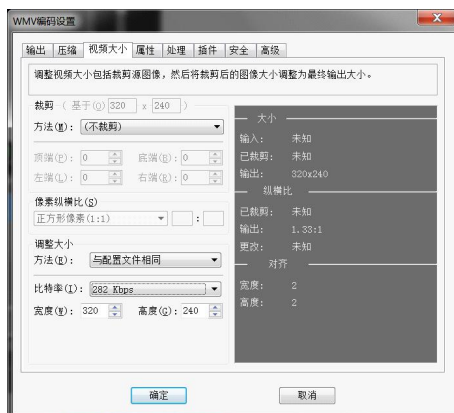 WMV编码设置
输出 压缩 视频大小 属性 处理 插件 安全 高级
调整视频大小包括裁剪源图像，然后将裁剪后的图像大小调整为最终输出大小。
裁剪 ( 基于(O) 320 x 240 )
方法(M): (不裁剪)
顶端(P): 0 底端(B): 0
左端(L): 0 右端(R): 0
像素纵横比(S)
正方形像素(1:1) :
调整大小
方法(E): 与配置文件相同
比特率(I): 282 Kbps
宽度(W): 320 高度(G): 240
大小
输入: 未知
已裁剪: 未知
输出: 320x240
纵横比
已裁剪: 未知
输出: 1.33:1
更改: 未知
对齐
宽度: 2
高度: 2
确定 取消